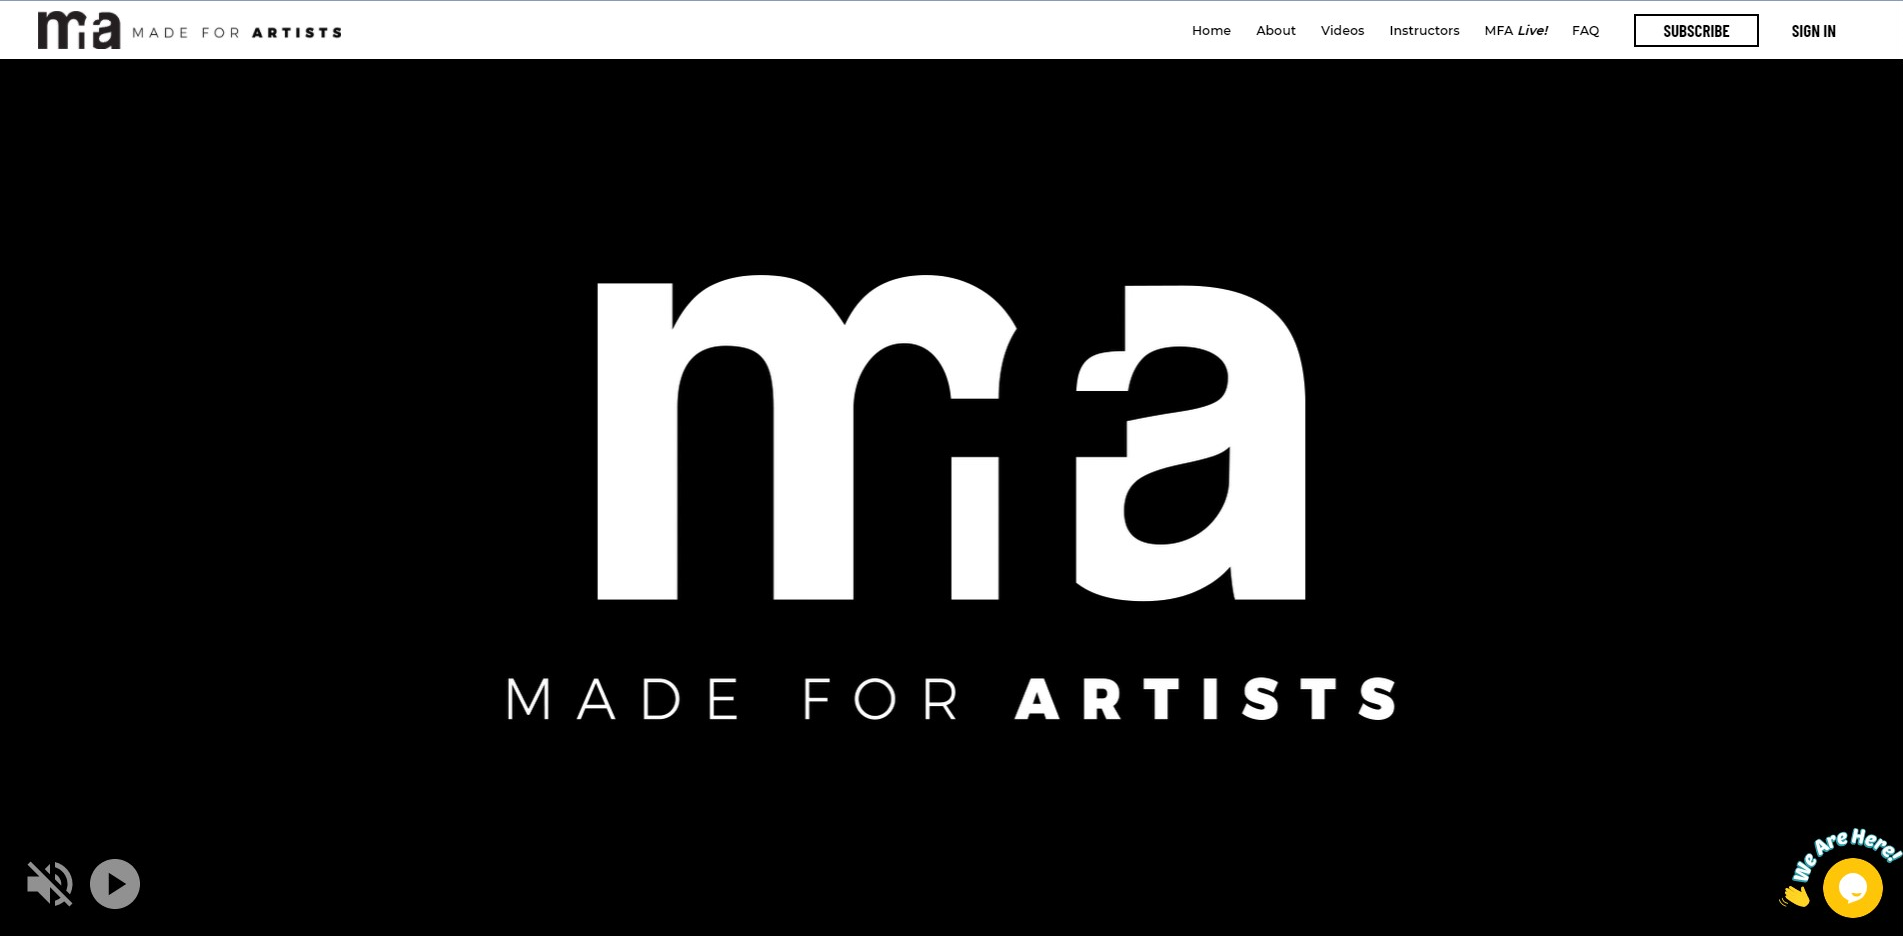 mfa MADE FOR ARTISTS
Home About Videos Instructors MFA Live! FAQ SUBSCRIBE SIGN IN
mfa
MADE FOR ARTISTS
We Are Here!